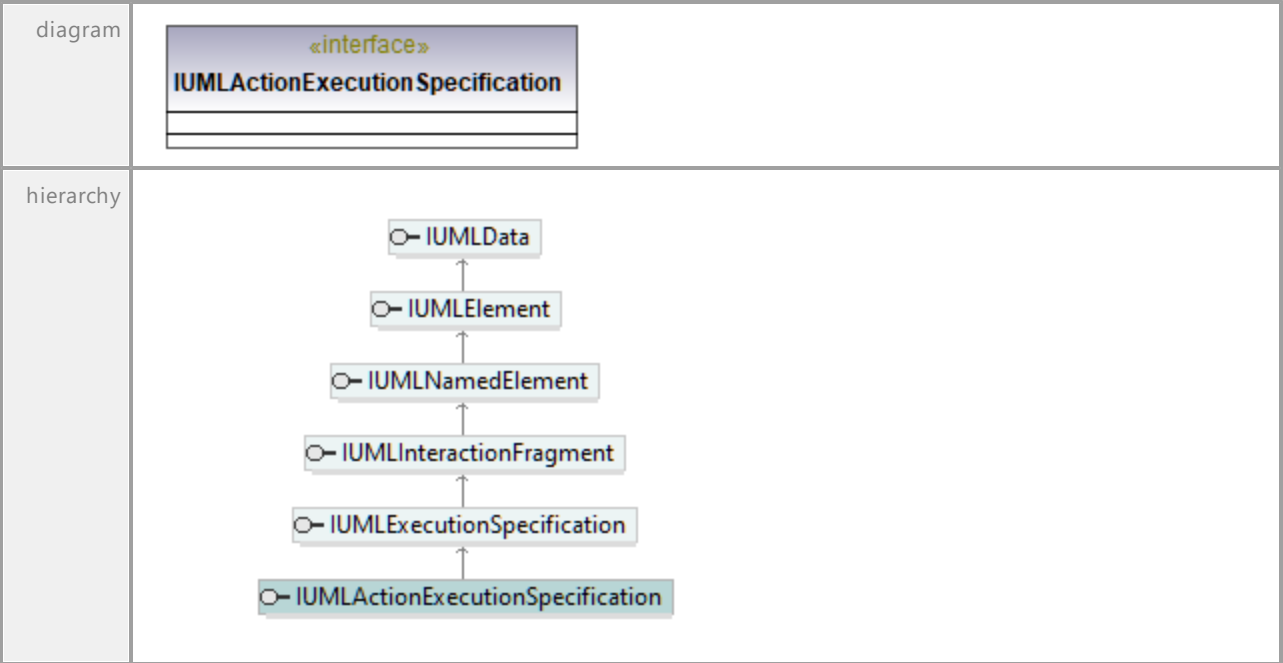 diagram
«interface»
IUMLActionExecutionSpecification
hierarchy
IUMLData
IUMLElement
IUMLNamedElement
IUMLInteractionFragment
IUMLExecutionSpecification
IUMLActionExecutionSpecification